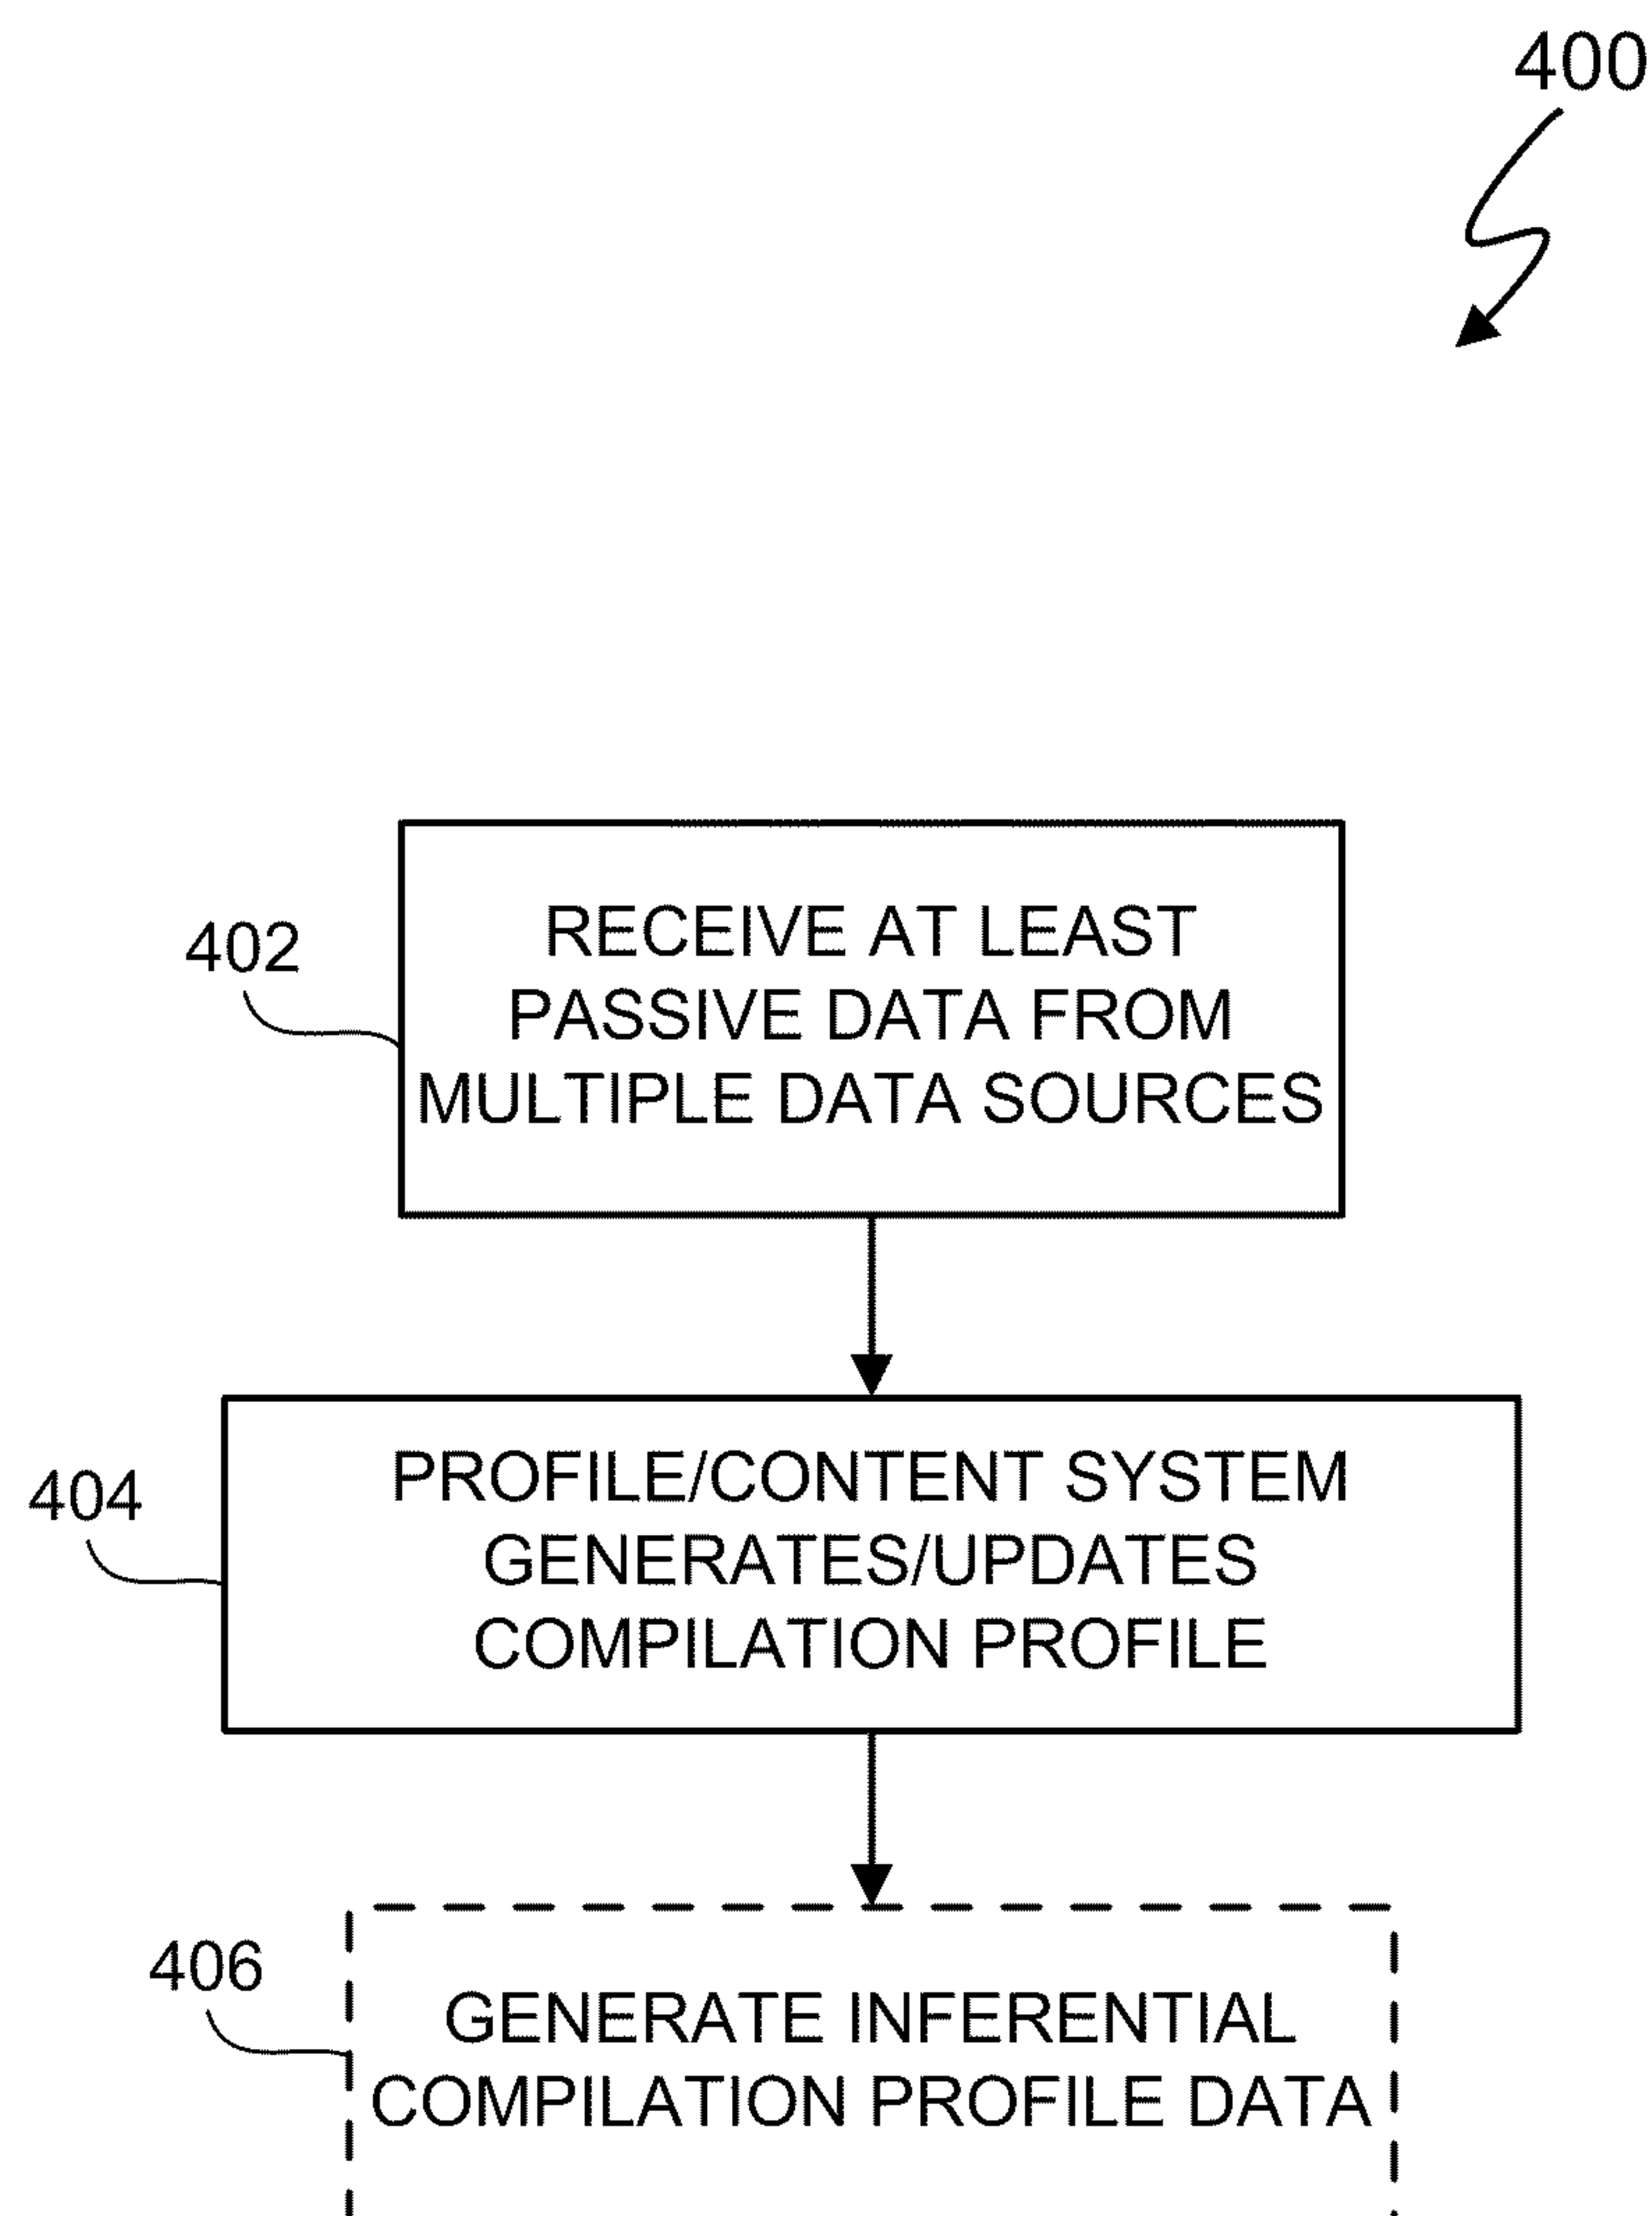 400
402
RECEIVE AT LEAST
PASSIVE DATA FROM
MULTIPLE DATA SOURCES
404
PROFILE/CONTENT SYSTEM
GENERATES/UPDATES
COMPILATION PROFILE
406
GENERATE INFERENTIAL
COMPILATION PROFILE DATA